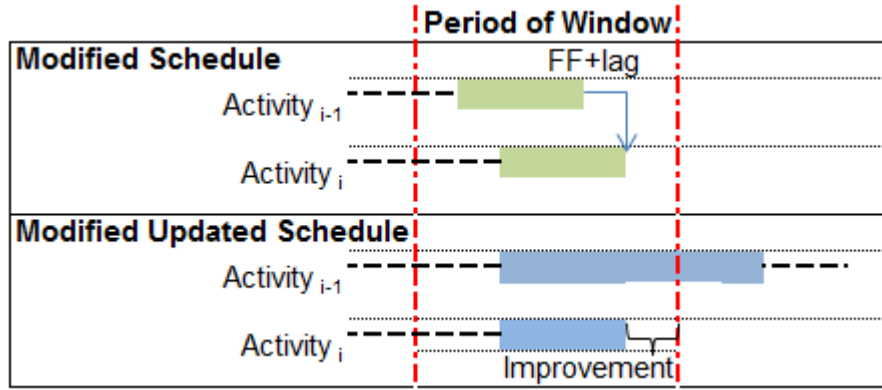 Period of Window
Modified Schedule
FF+lag
Activity i-1
Activity i
Modified Updated Schedule
Activity i-1
Activity i
Improvement